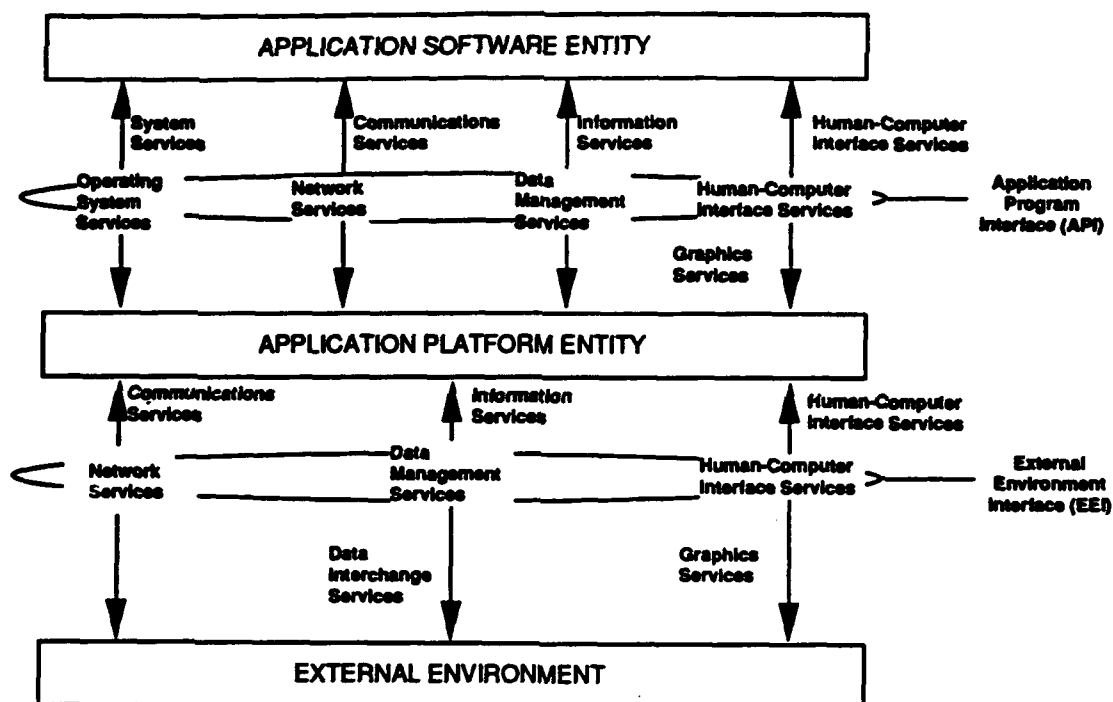 APPLICATION SOFTWARE ENTITY
System
Services
Communications
Services
Information
Services
Human-Computer
Interface Services
Operating
System
Services
Network
Services
Data
Management
Services
Human-Computer
Interface Services
Application
Program
Interface (API)
Graphics
Services
APPLICATION PLATFORM ENTITY
Communications
Services
Information
Services
Human-Computer
Interface Services
Network
Services
Data
Management
Services
Human-Computer
Interface Services
External
Environment
Interface (EEI)
Data
Interchange
Services
Graphics
Services
EXTERNAL ENVIRONMENT